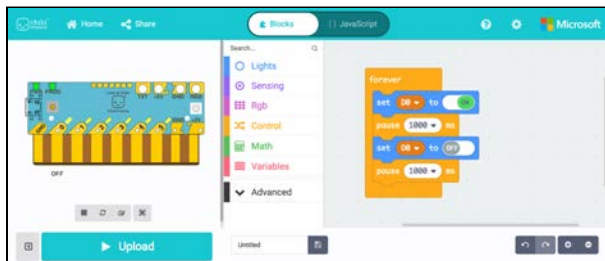 Home
Share
Blocks
{} JavaScript
Microsoft
Search...
Lights
Sensing
Rgb
Control
Math
Variables
Advanced
OFF
forever
set D0 to ON
pause 1000 ms
set D0 to OFF
pause 1000 ms
Upload
Untitled